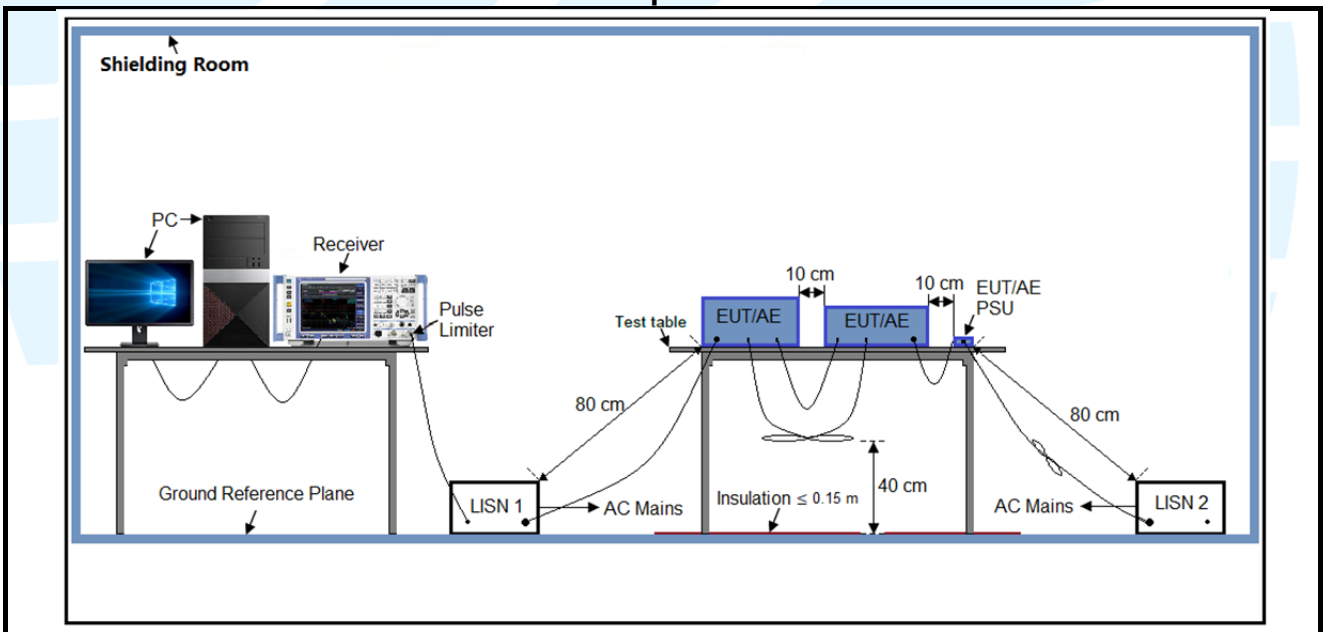 Shielding Room
PC
Receiver
Pulse
Limiter
10 cm
10 cm
EUT/AE
PSU
Test table
EUT/AE
EUT/AE
80 cm
80 cm
40 cm
Ground Reference Plane
LISN 1
AC Mains
Insulation ≤ 0.15 m
AC Mains
LISN 2